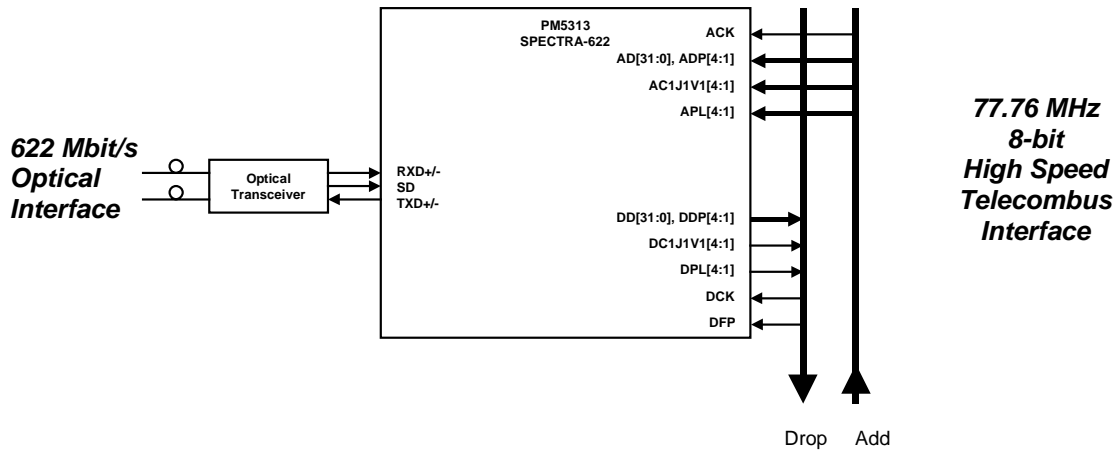 PM5313
SPECTRA-622
ACK
AD[31:0], ADP[4:1]
AC1J1V1[4:1]
APL[4:1]
622 Mbit/s
Optical
Interface
Optical
Transceiver
RXD+/-
SD
TXD+/-
DD[31:0], DDP[4:1]
DC1J1V1[4:1]
DPL[4:1]
DCK
DFP
77.76 MHz
8-bit
High Speed
Telecombus
Interface
Drop
Add